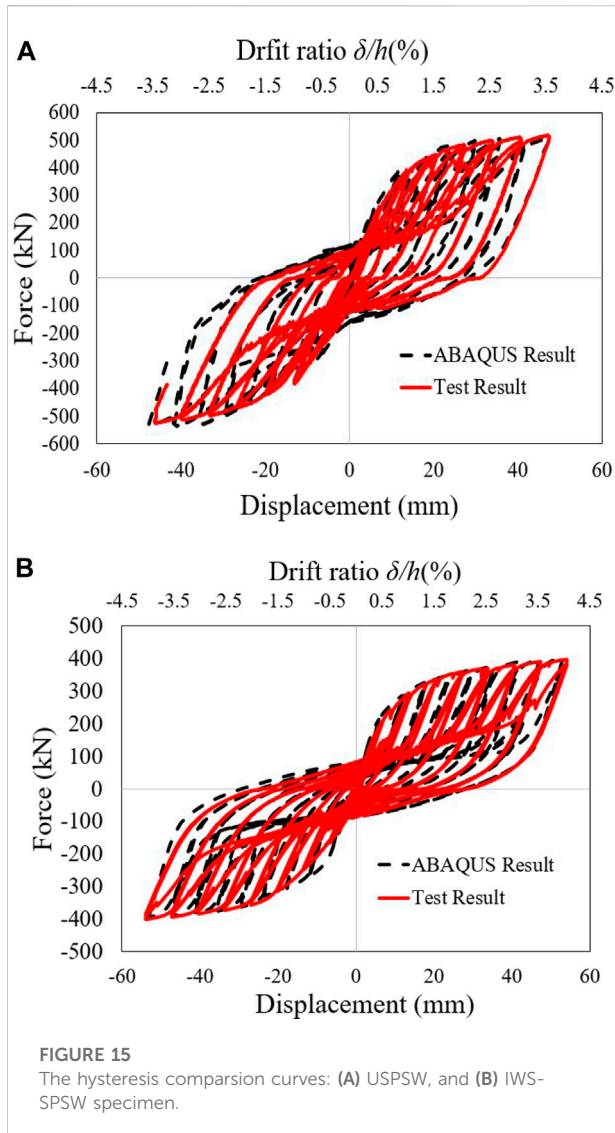 A
Drfit ratio δ/h(%)
-4.5 -3.5 -2.5 -1.5 -0.5 0.5 1.5 2.5 3.5 4.5
600
500
400
300
200
100
0
-100
-200
-300
-400
-500
-600
Force (kN)
ABAQUS Result
Test Result
-60 -40 -20 0 20 40 60
Displacement (mm)
B
Drift ratio δ/h(%)
-4.5 -3.5 -2.5 -1.5 -0.5 0.5 1.5 2.5 3.5 4.5
500
400
300
200
100
0
-100
-200
-300
-400
-500
Force (kN)
ABAQUS Result
Test Result
-60 -40 -20 0 20 40 60
Displacement (mm)
FIGURE 15
The hysteresis comparsion curves: (A) USPSW, and (B) IWS-
SPSW specimen.